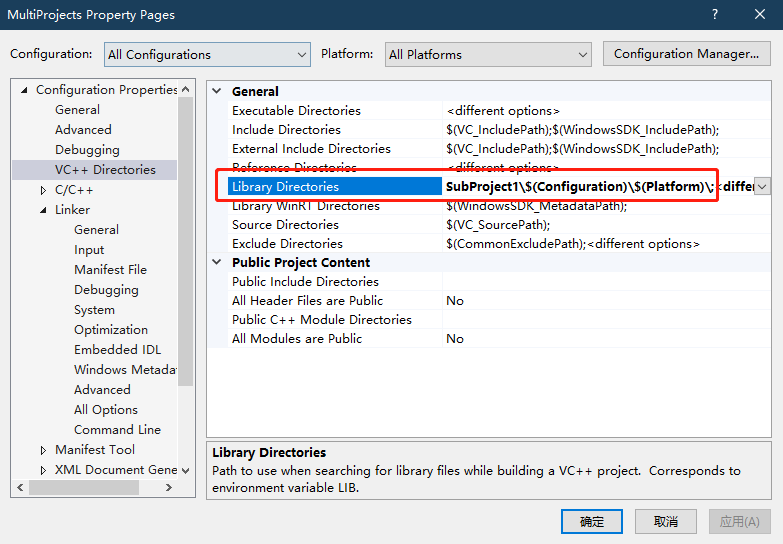 MultiProjects Property Pages
Configuration: All Configurations Platform: All Platforms Configuration Manager...
Configuration Properties
General
Advanced
Debugging
VC++ Directories
C/C++
Linker
General
Input
Manifest File
Debugging
System
Optimization
Embedded IDL
Windows Metada
Advanced
All Options
Command Line
Manifest Tool
XML Document Gene
General
Executable Directories <different options>
Include Directories $(VC_IncludePath);$(WindowsSDK_IncludePath);
External Include Directories $(VC_IncludePath);$(WindowsSDK_IncludePath);
Reference Directories <different options>
Library Directories SubProject1\$(Configuration)\$(Platform)\;<differ
Library WinRT Directories $(WindowsSDK_MetadataPath);
Source Directories $(VC_SourcePath);
Exclude Directories $(CommonExcludePath);<different options>
Public Project Content
Public Include Directories
All Header Files are Public No
Public C++ Module Directories
All Modules are Public No
Library Directories
Path to use when searching for library files while building a VC++ project. Corresponds to
environment variable LIB.
确定 取消 应用(A)